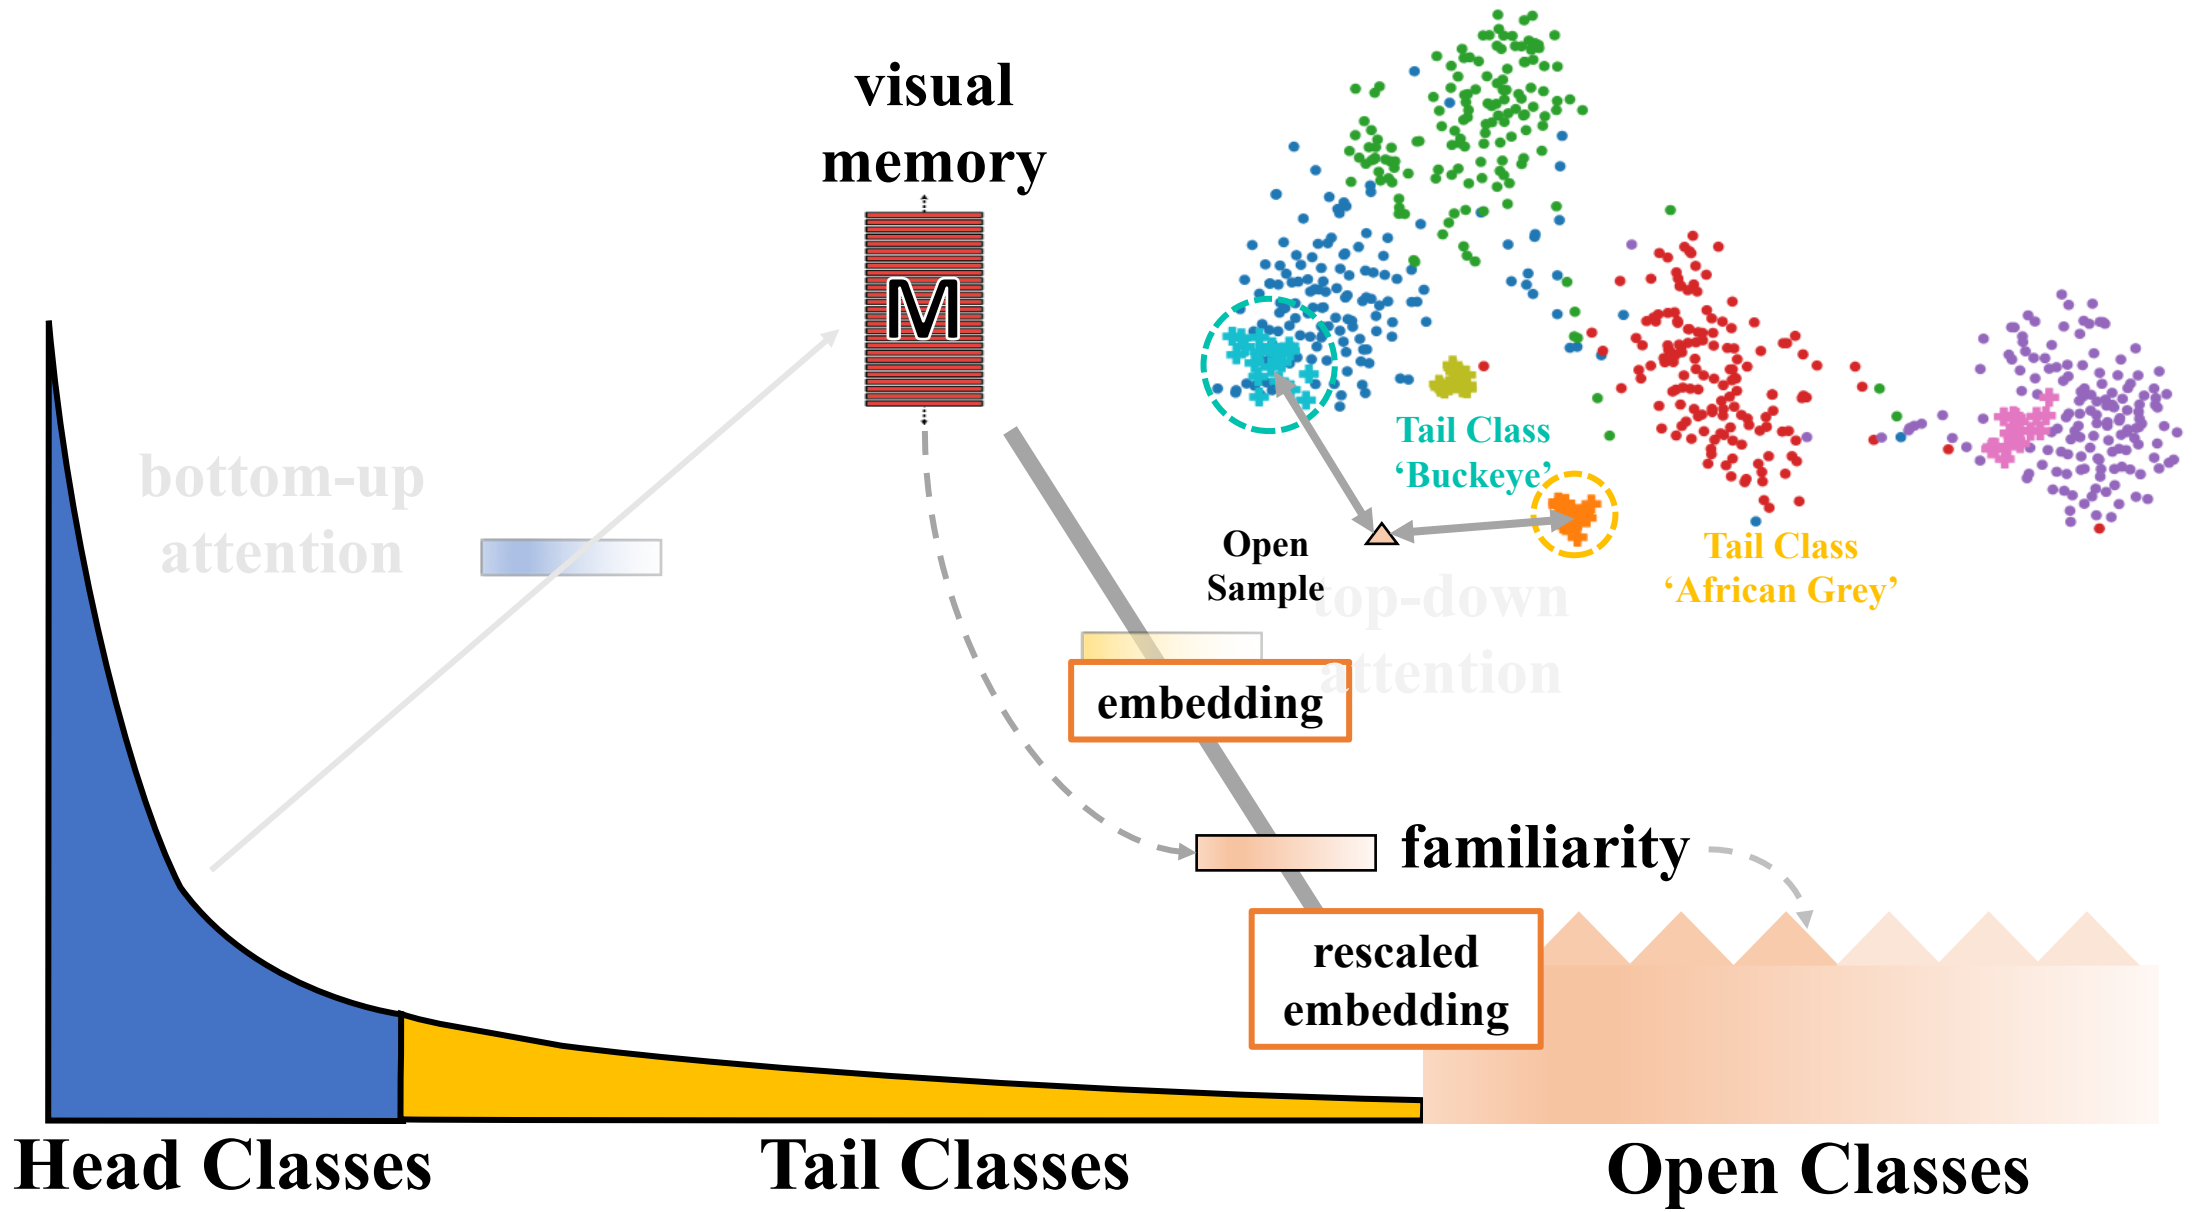 visual
memory
M
bottom-up
attention
Tail Class
‘Buckeye’
Open
Sample
Tail Class
‘African Grey’
top-down
attention
embedding
familiarity
rescaled
embedding
Head Classes
Tail Classes
Open Classes